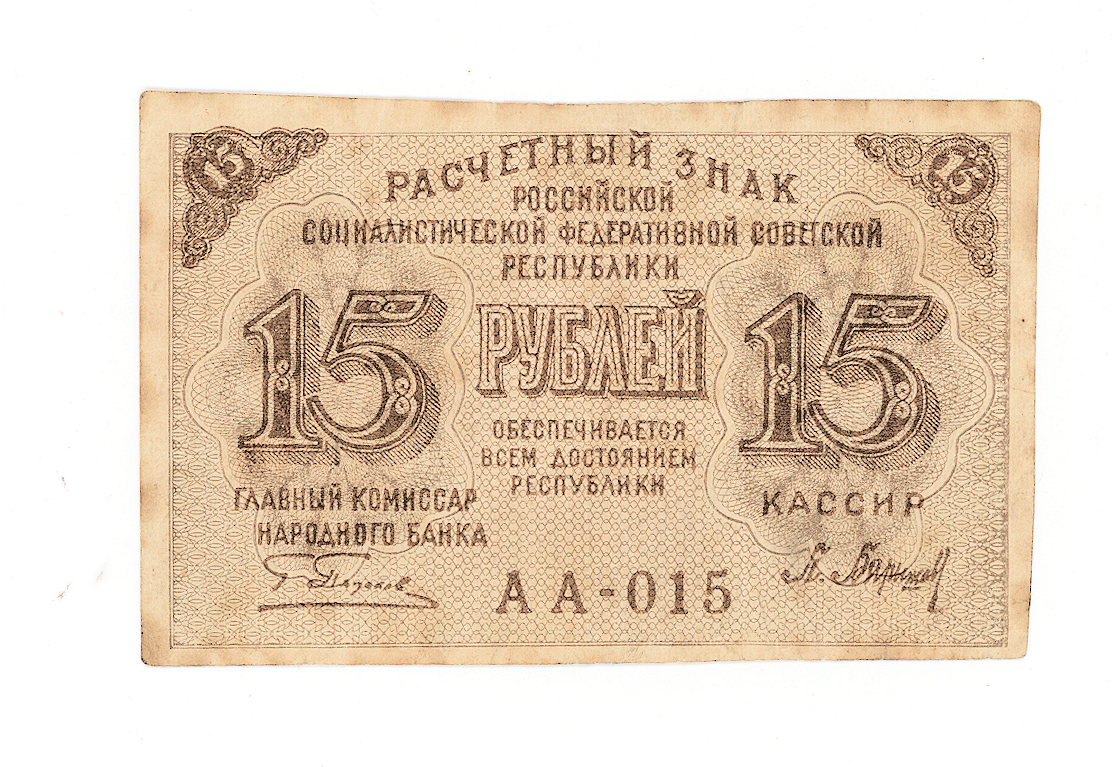 15 15
РАСЧЕТНЫЙ ЗНАК
РОССІЙСКОЙ
СОЦИАЛИСТИЧЕСКОЙ ФЕДЕРАТИВНОЙ СОВЕТСКОЙ
РЕСПУБЛИКИ
15 РУБЛЕЙ 15
ОБЕСПЕЧИВАЕТСЯ
ВСЕМ ДОСТОЯНИЕМ
РЕСПУБЛИКИ
ГЛАВНЫЙ КОМИССАР
НАРОДНОГО БАНКА
КАССИР
АА-015